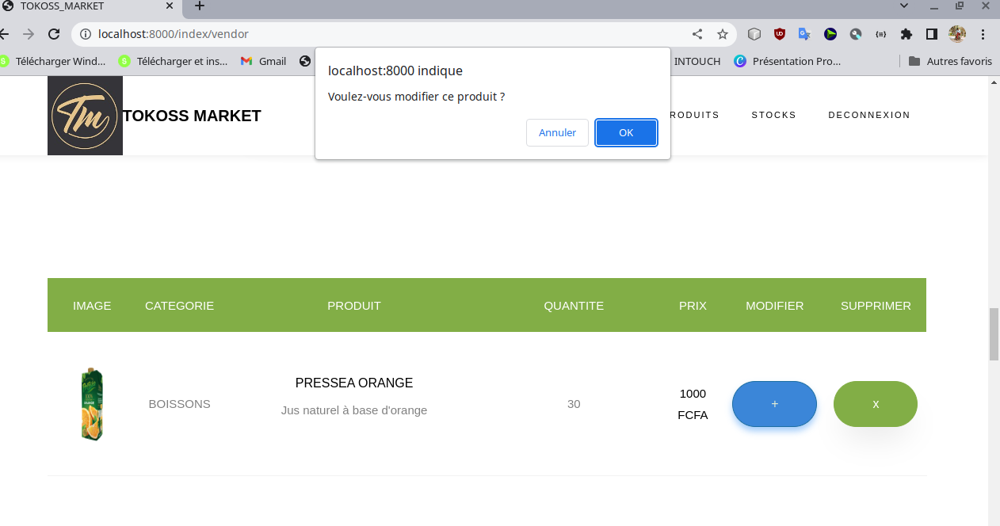 TOKOSS_MARKET
localhost:8000/index/vendor
Télécharger Wind... Télécharger et ins... Gmail INTOUCH Présentation Pro... Autres favoris
localhost:8000 indique
Voulez-vous modifier ce produit ?
Annuler OK
Tm TOKOSS MARKET RODUITS STOCKS DECONNEXION
IMAGE CATEGORIE PRODUIT QUANTITE PRIX MODIFIER SUPPRIMER
PRESSEA ORANGE
BOISSONS Jus naturel à base d'orange 30 1000 + x
FCFA